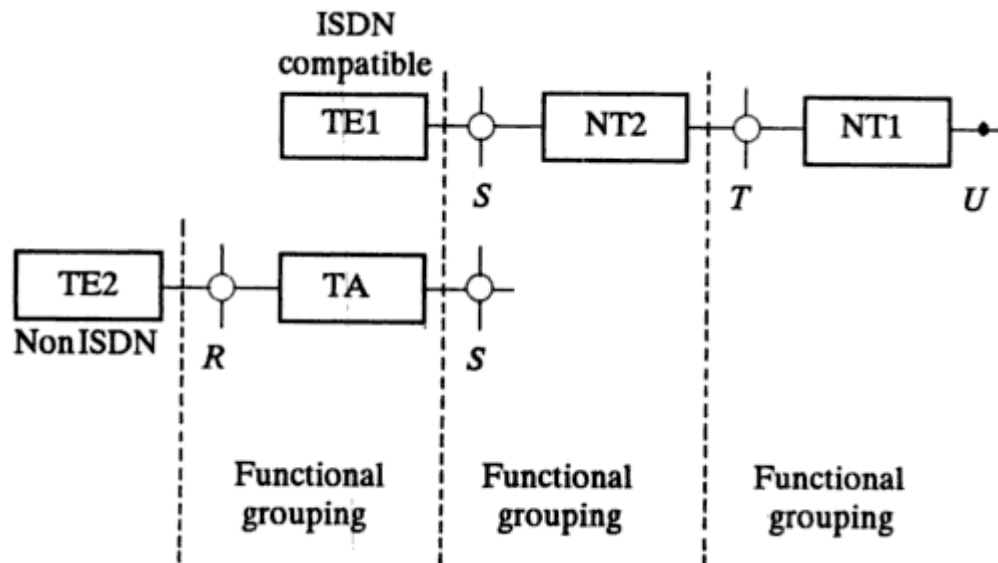 ISDN
compatible
TE1 NT2 NT1
S T U
TE2 TA
Non ISDN R S
Functional grouping
Functional grouping
Functional grouping